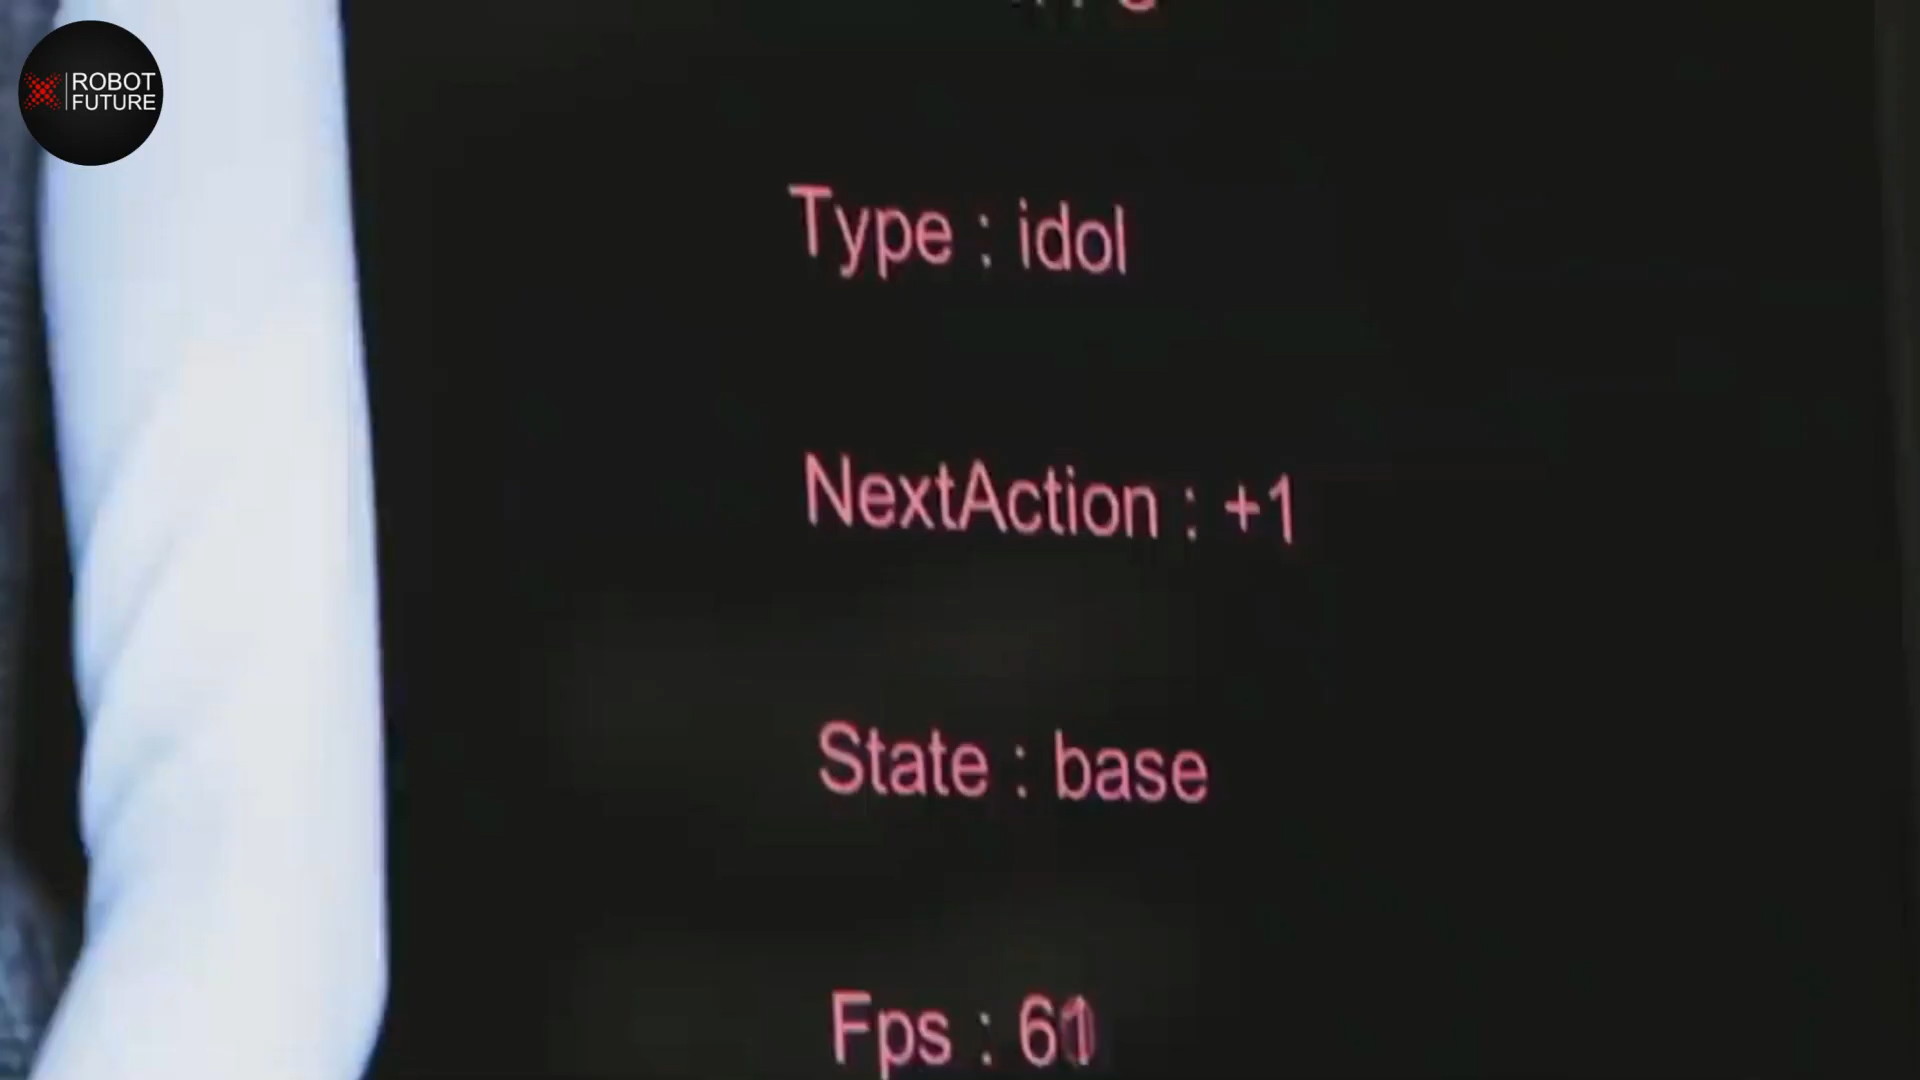 ROBOT
FUTURE
Type : idol
NextAction : +1
State : base
Fps : 61